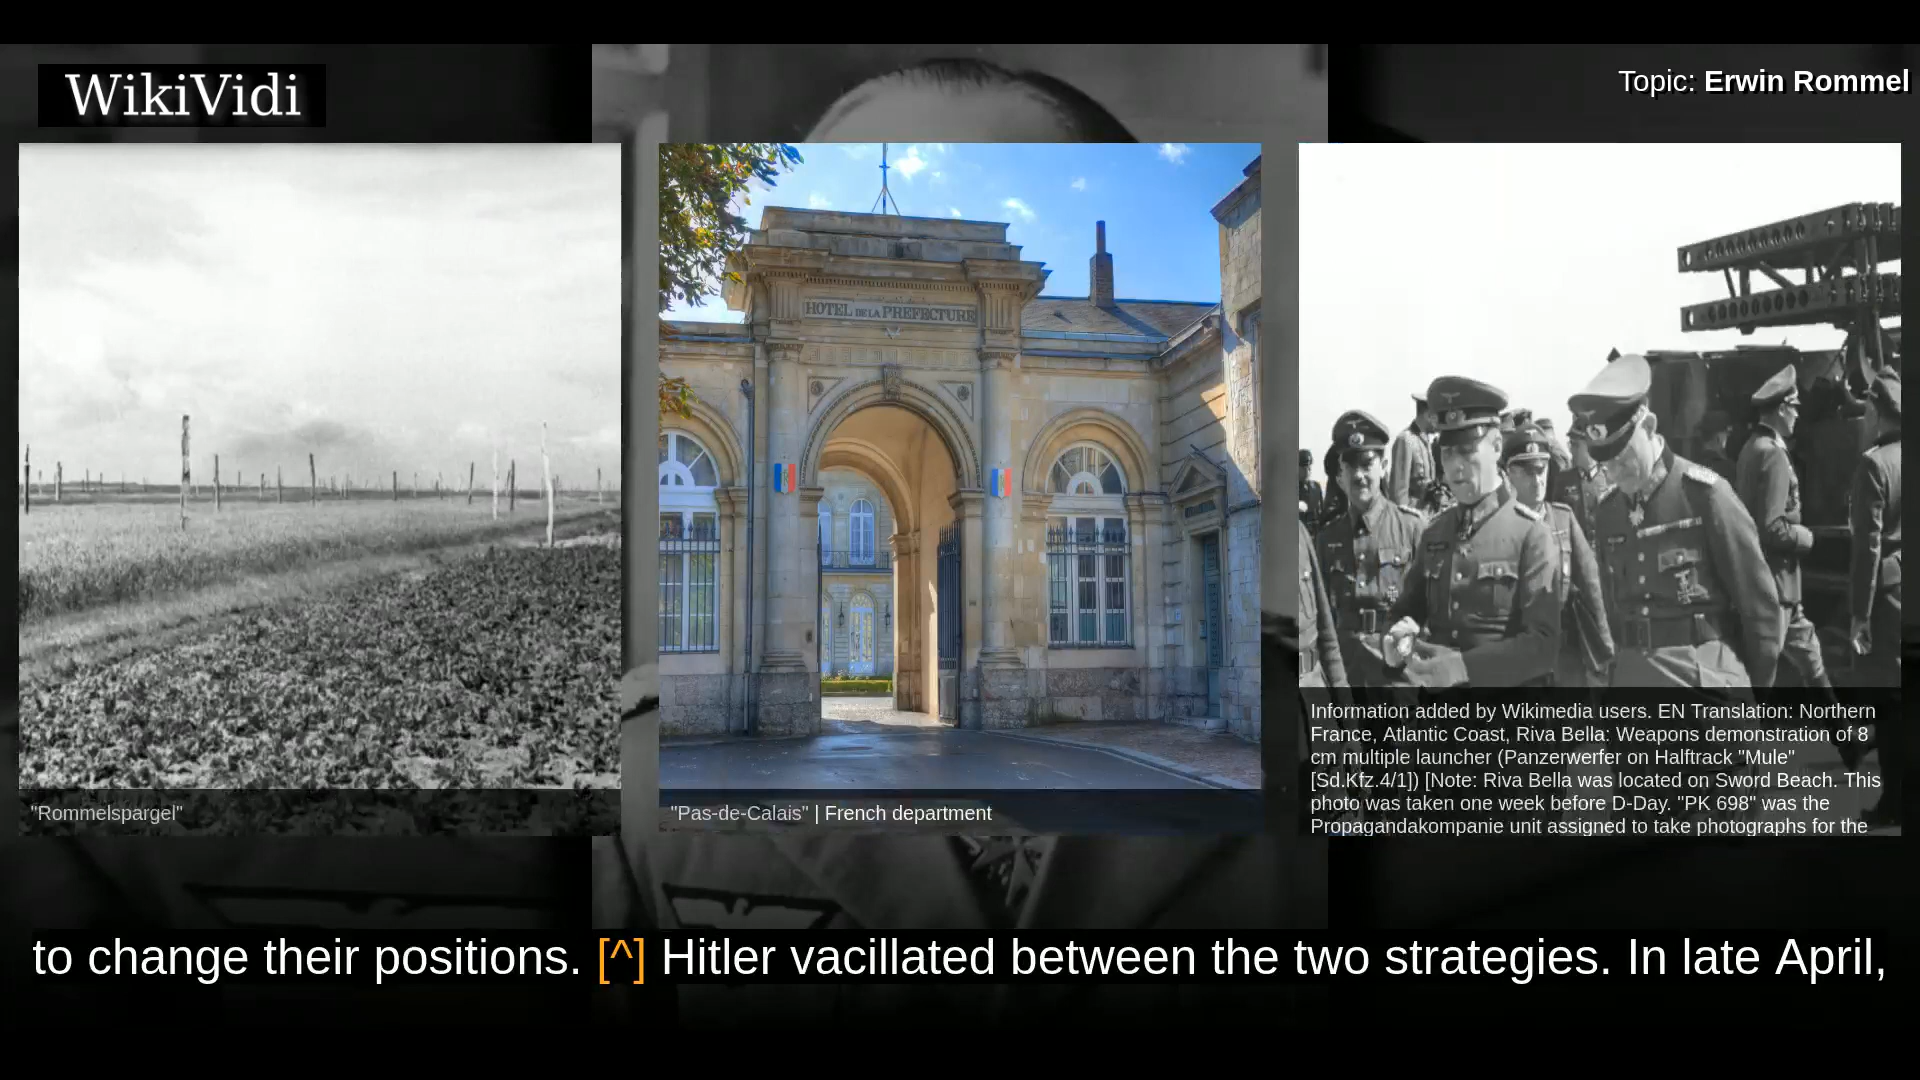 WikiVidi
Topic: Erwin Rommel
HOTEL DE LA PREFECTURE
"Rommelspargel"
"Pas-de-Calais" | French department
Information added by Wikimedia users. EN Translation: Northern
France, Atlantic Coast, Riva Bella: Weapons demonstration of 8
cm multiple launcher (Panzerwerfer on Halftrack "Mule"
[Sd.Kfz.4/1]) [Note: Riva Bella was located on Sword Beach. This
photo was taken one week before D-Day. "PK 698" was the
Propagandakompanie unit assigned to take photographs for the
to change their positions. [^] Hitler vacillated between the two strategies. In late April,